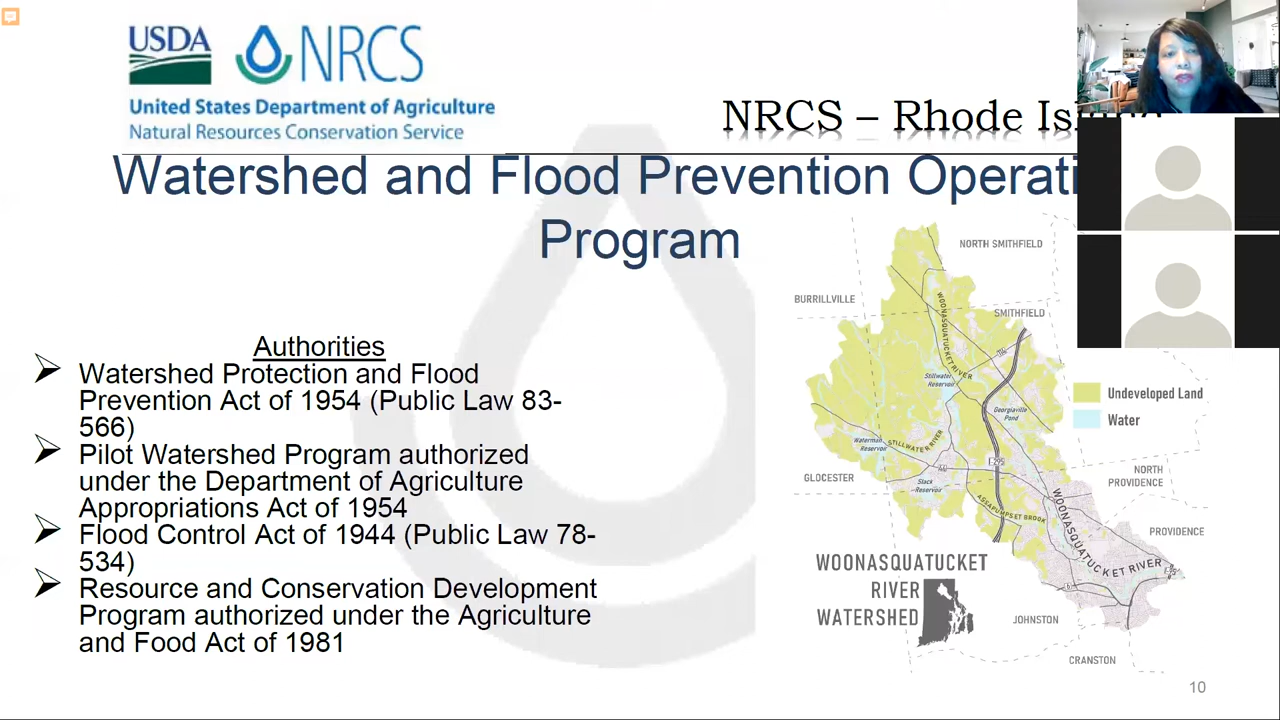 USDA NRCS
United States Department of Agriculture
Natural Resources Conservation Service
NRCS – Rhode Island
Watershed and Flood Prevention Operati
Program
Authorities
Watershed Protection and Flood
Prevention Act of 1954 (Public Law 83-
566)
Pilot Watershed Program authorized
under the Department of Agriculture
Appropriations Act of 1954
Flood Control Act of 1944 (Public Law 78-
534)
Resource and Conservation Development
Program authorized under the Agriculture
and Food Act of 1981
NORTH SMITHFIELD
BURRILLVILLE
SMITHFIELD
WOONASQUATUCKET RIVER
Stillwater
Reservoir
Georgiaville
Pond
Undeveloped Land
Water
Waterman
Reservoir
STILLWATER RIVER
44
Slack
Reservoir
GLOCESTER
NORTH
PROVIDENCE
ASSAPUMPSET BROOK
WOONASQUATUCKET RIVER
PROVIDENCE
6
WOONASQUATUCKET
RIVER
WATERSHED
JOHNSTON
CRANSTON
10